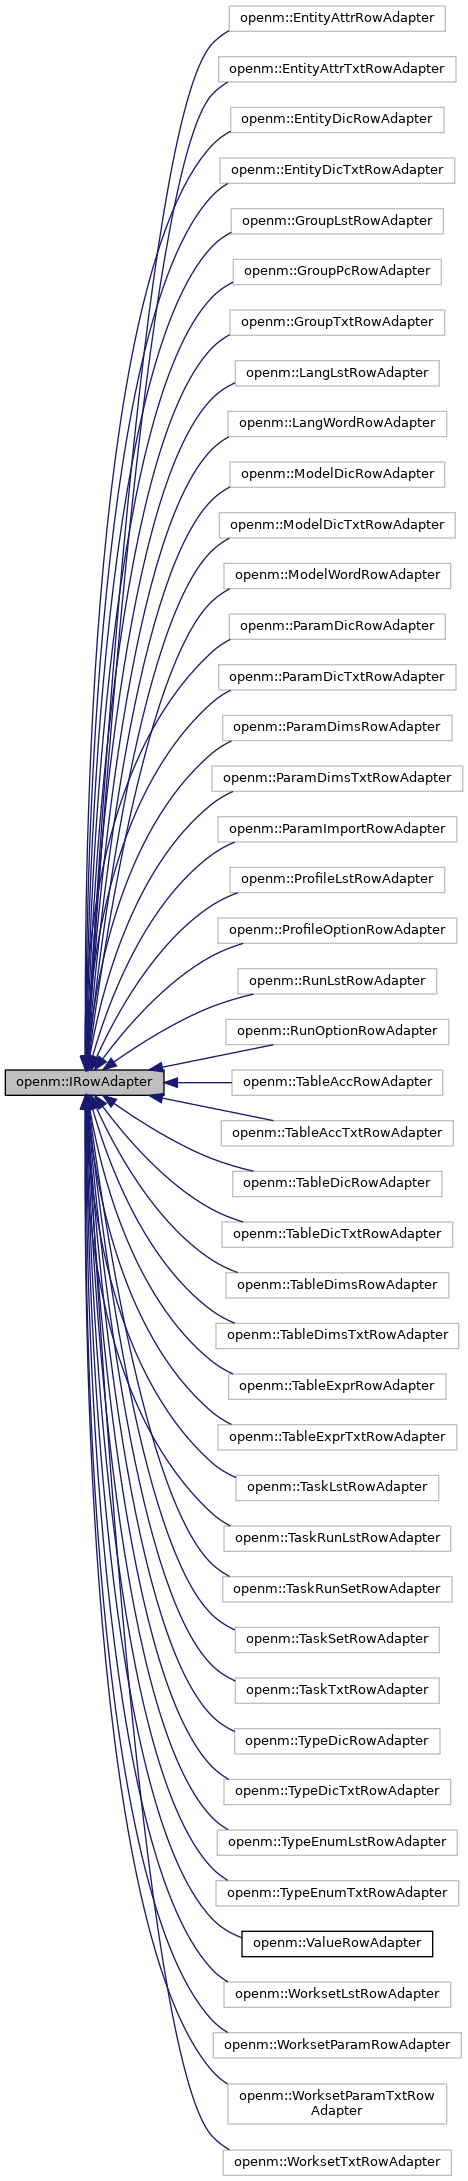 openm::EntityAttrRowAdapter
openm::EntityAttrTxtRowAdapter
openm::EntityDicRowAdapter
openm::EntityDicTxtRowAdapter
openm::GroupLstRowAdapter
openm::GroupPcRowAdapter
openm::GroupTxtRowAdapter
openm::LangLstRowAdapter
openm::LangWordRowAdapter
openm::ModelDicRowAdapter
openm::ModelDicTxtRowAdapter
openm::ModelWordRowAdapter
openm::ParamDicRowAdapter
openm::ParamDicTxtRowAdapter
openm::ParamDimsRowAdapter
openm::ParamDimsTxtRowAdapter
openm::ParamImportRowAdapter
openm::ProfileLstRowAdapter
openm::ProfileOptionRowAdapter
openm::RunLstRowAdapter
openm::RunOptionRowAdapter
openm::IRowAdapter
openm::TableAccRowAdapter
openm::TableAccTxtRowAdapter
openm::TableDicRowAdapter
openm::TableDicTxtRowAdapter
openm::TableDimsRowAdapter
openm::TableDimsTxtRowAdapter
openm::TableExprRowAdapter
openm::TableExprTxtRowAdapter
openm::TaskLstRowAdapter
openm::TaskRunLstRowAdapter
openm::TaskRunSetRowAdapter
openm::TaskSetRowAdapter
openm::TaskTxtRowAdapter
openm::TypeDicRowAdapter
openm::TypeDicTxtRowAdapter
openm::TypeEnumLstRowAdapter
openm::TypeEnumTxtRowAdapter
openm::ValueRowAdapter
openm::WorksetLstRowAdapter
openm::WorksetParamRowAdapter
openm::WorksetParamTxtRow
Adapter
openm::WorksetTxtRowAdapter